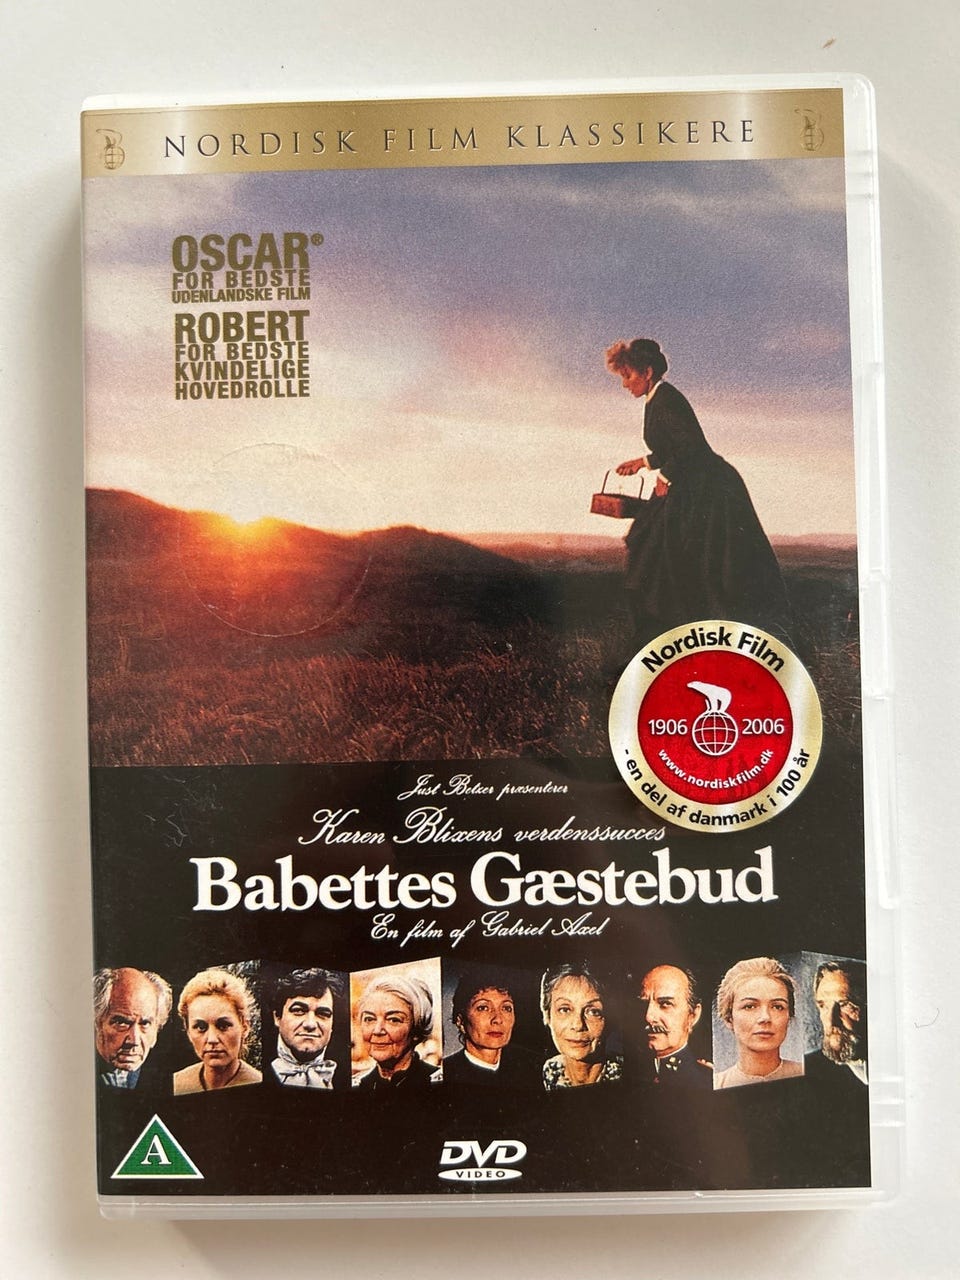 NORDISK FILM KLASSIKERE
OSCAR®
FOR BEDSTE
UDENLANDSKE FILM
ROBERT
FOR BEDSTE
KVINDELIGE
HOVEDROLLE
Nordisk Film
1906 2006
www.nordiskfilm.dk
- en del af danmark i 100 år
Just Betzer præsenterer
Karen Blixens verdenssucces
Babettes Gæstebud
En film af Gabriel Axel
A
DVD
VIDEO